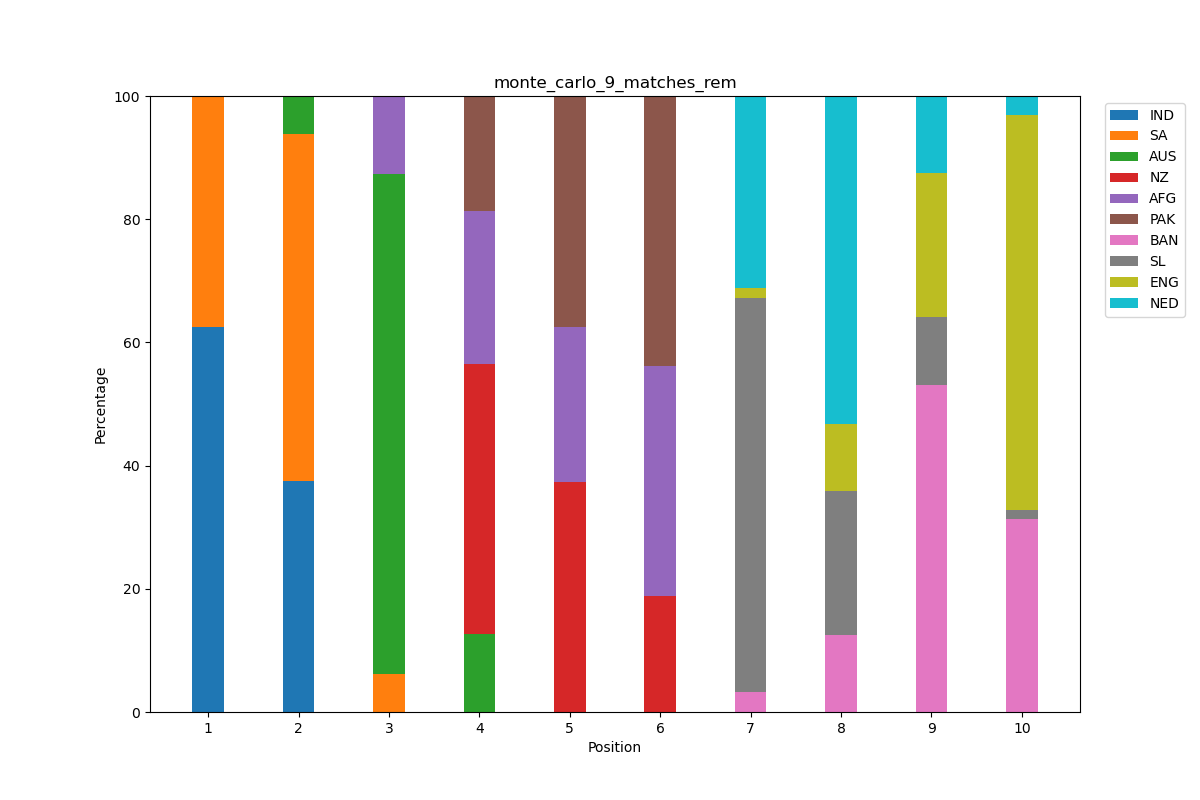 monte_carlo_9_matches_rem
100
80
60
40
20
0
Percentage
1 2 3 4 5 6 7 8 9 10
Position
IND
SA
AUS
NZ
AFG
PAK
BAN
SL
ENG
NED